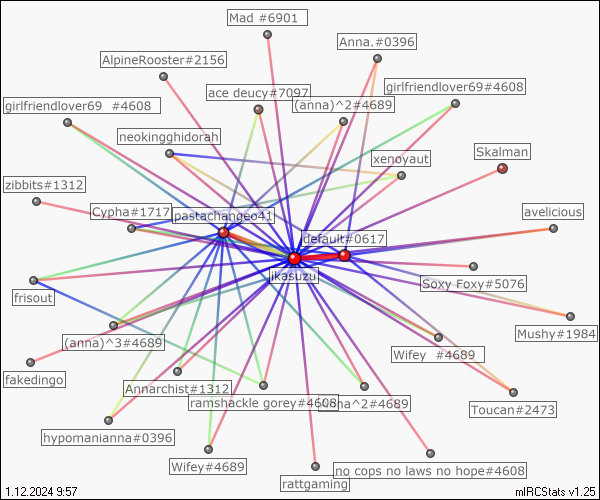 Mad #6901
Anna.#0396
AlpineRooster#2156
ace deucy#7097
girlfriendlover69#4608
girlfriendlover69 #4608
(anna)^2#4689
neokingghidorah
xenoyaut
Skalman
zibbits#1312
Cypha#1717
pastachangeo41
avelicious
default#0617
jikasuzu
Soxy Foxy#5076
frisout
Mushy#1984
(anna)^3#4689
Wifey #4689
fakedingo
Annarchist#1312
ramshackle gorey#4608
^2#4689
Toucan#2473
hypomanianna#0396
Wifey#4689
no cops no laws no hope#4608
rattgaming
1.12.2024 9:57
mIRCStats v1.25